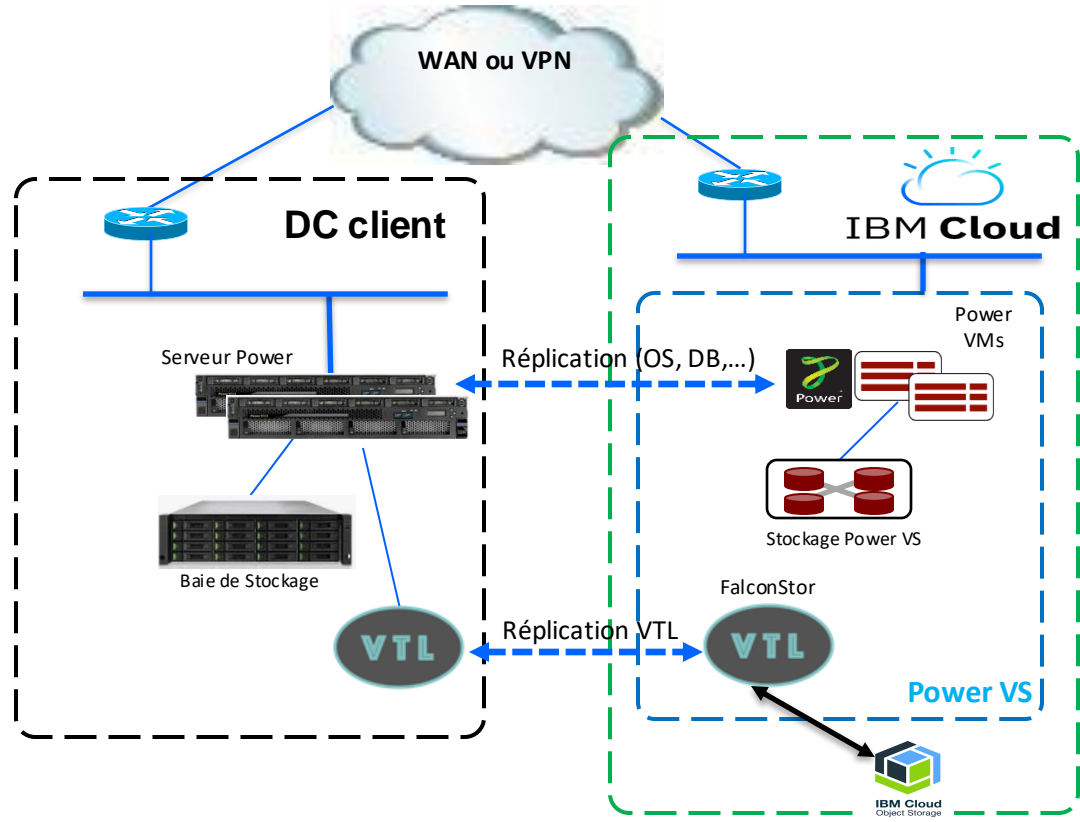 WAN ou VPN
DC client
IBM Cloud
Serveur Power
Réplication (OS, DB,...)
Power
VMs
Power
Baie de Stockage
Stockage Power VS
FalconStor
VTL
Réplication VTL
VTL
Power VS
IBM Cloud
Object Storage